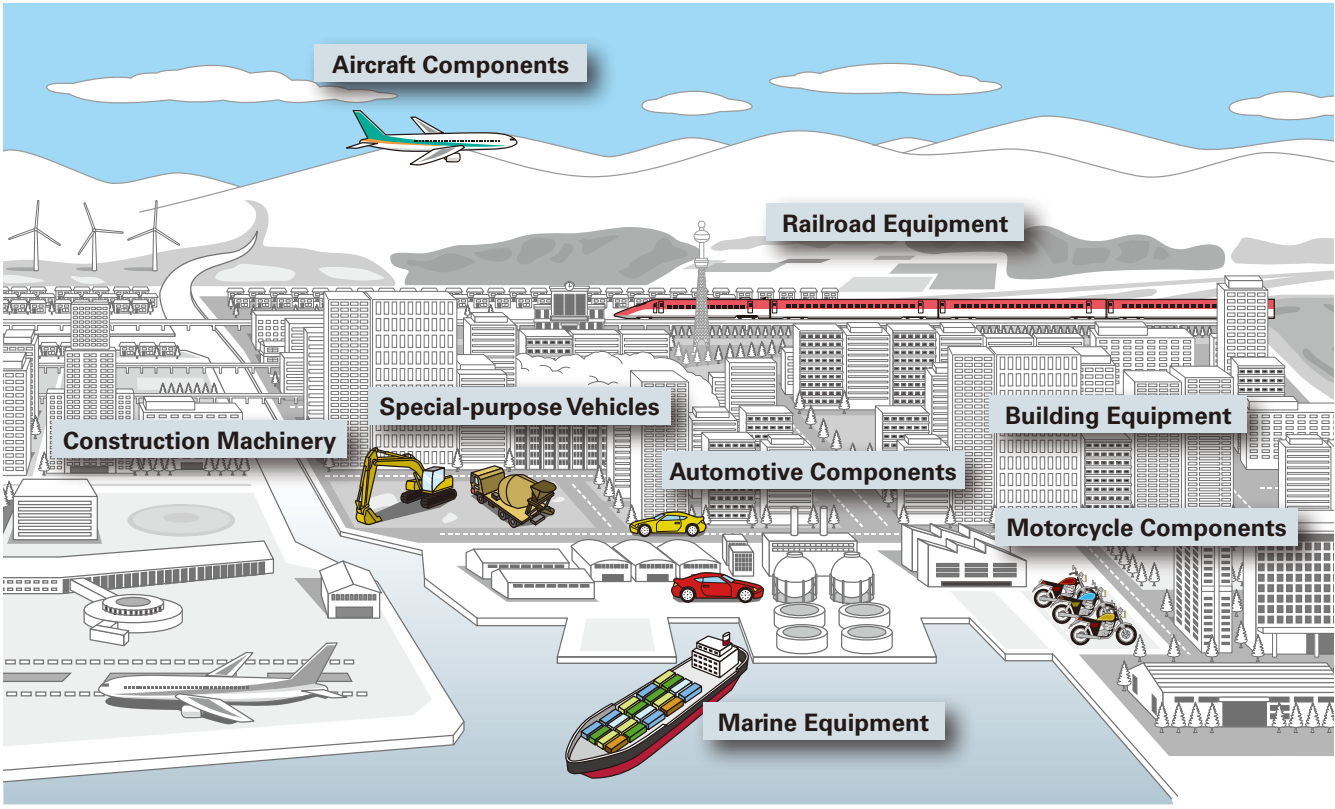 Aircraft Components
Railroad Equipment
Special-purpose Vehicles
Building Equipment
Construction Machinery
Automotive Components
Motorcycle Components
Marine Equipment